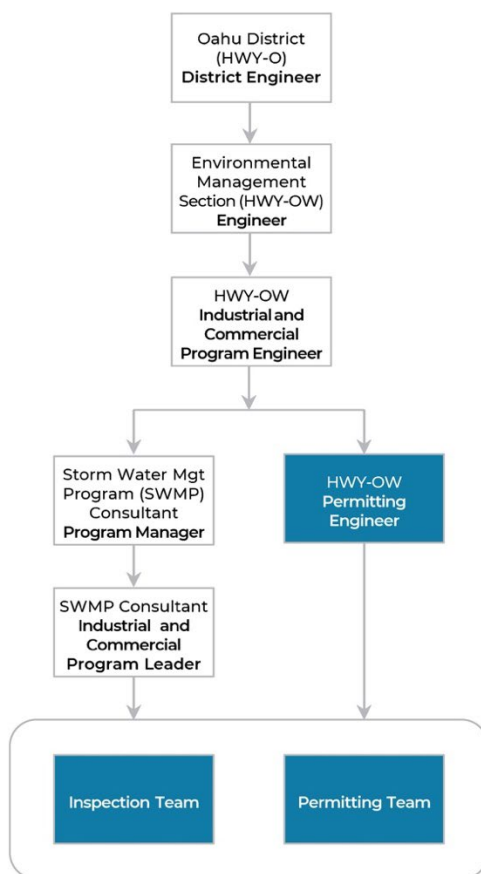 Oahu District
(HWY-O)
District Engineer
Environmental
Management
Section (HWY-OW)
Engineer
HWY-OW
Industrial and
Commercial
Program Engineer
Storm Water Mgt
Program (SWMP)
Consultant
Program Manager
HWY-OW
Permitting
Engineer
SWMP Consultant
Industrial and
Commercial
Program Leader
Inspection Team
Permitting Team